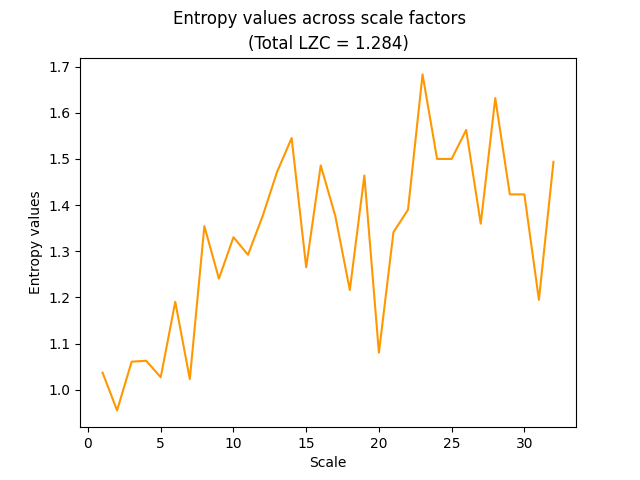 Entropy values across scale factors
(Total LZC = 1.284)
1.7
1.6
1.5
1.4
1.3
1.2
1.1
1.0
Entropy values
0 5 10 15 20 25 30
Scale